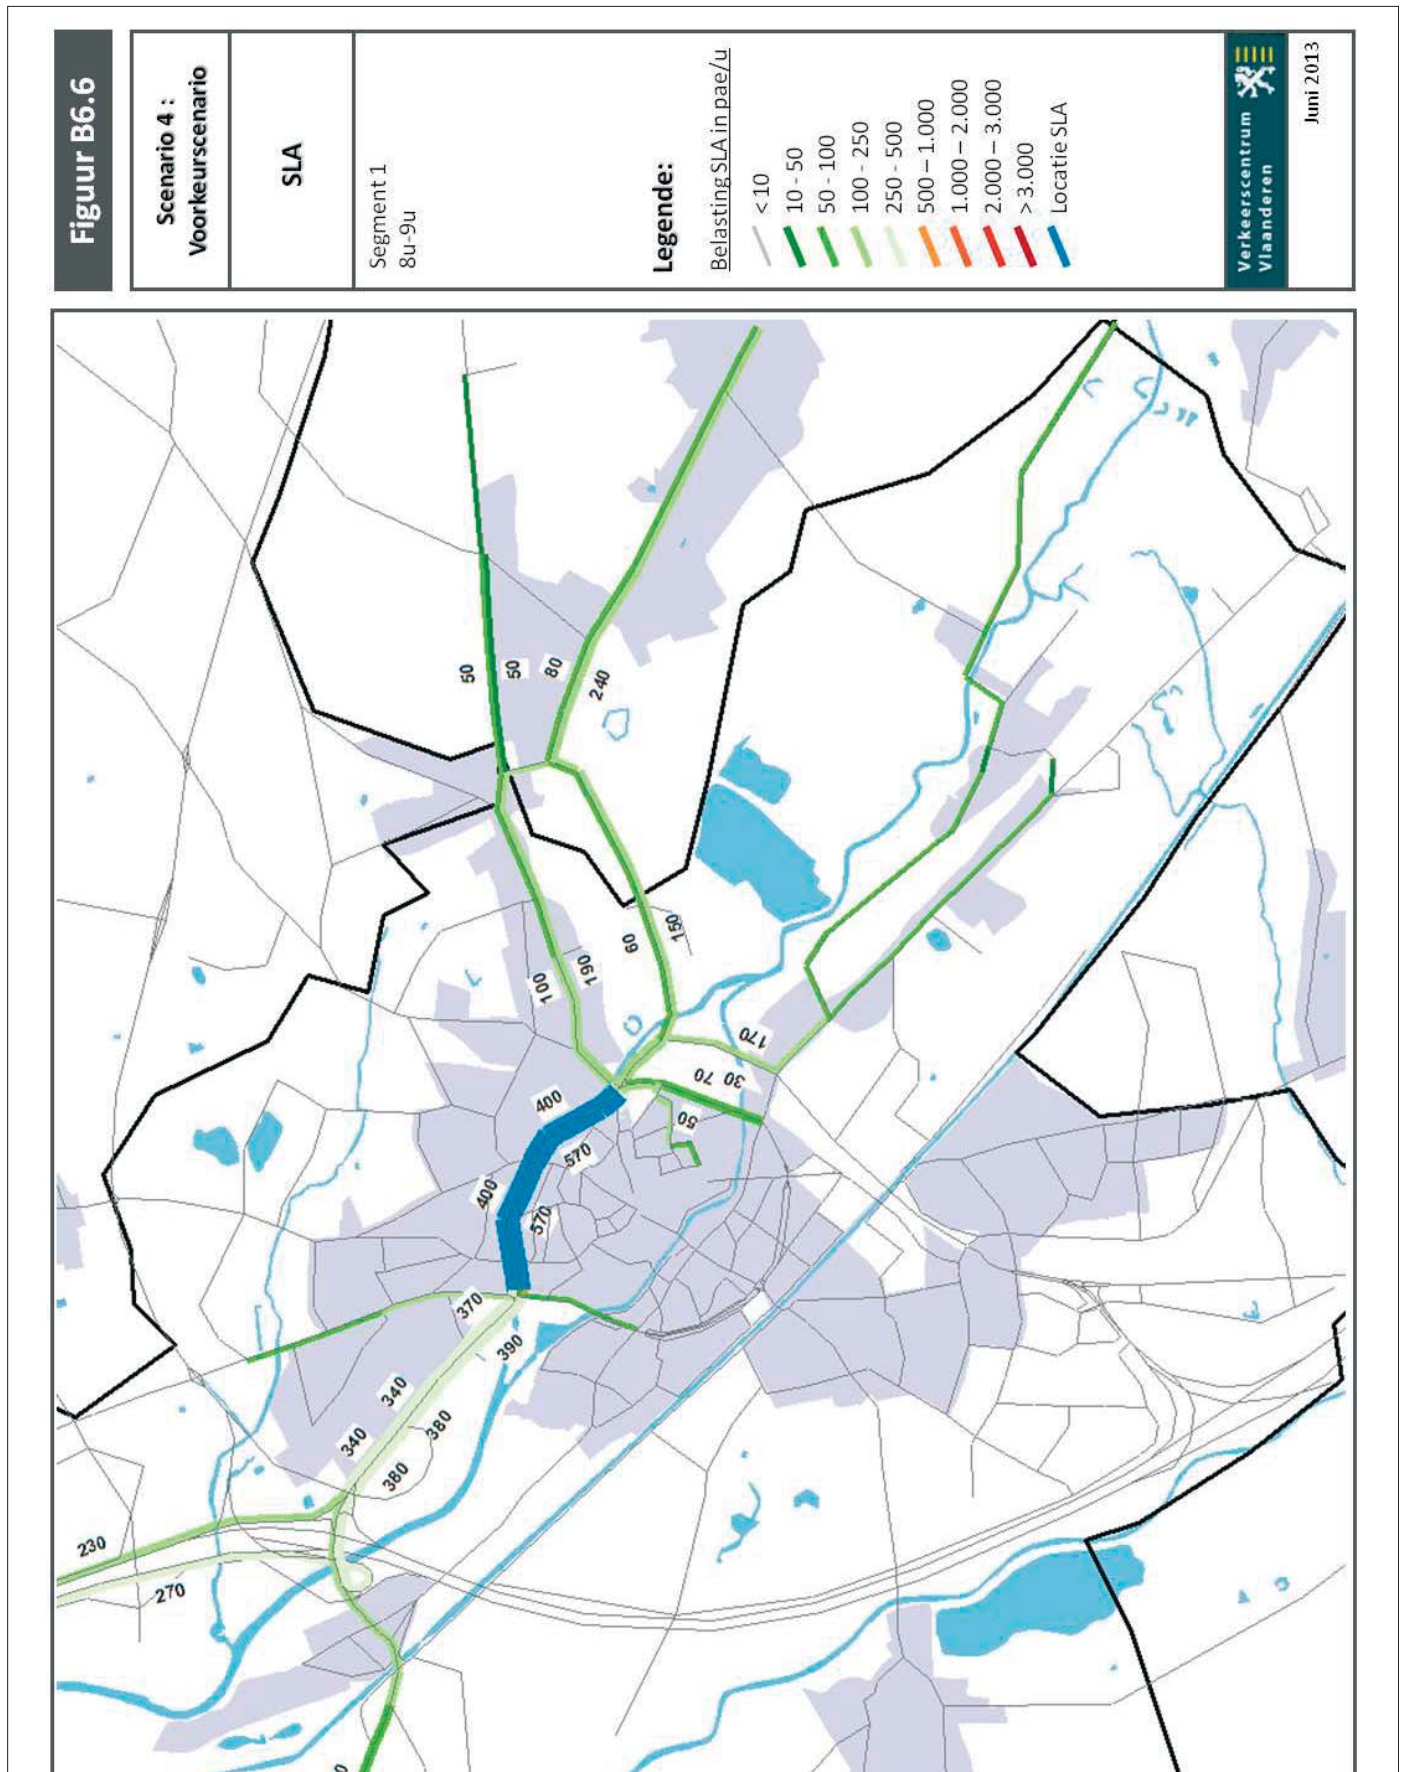 Figuur B6.6
Scenario 4 :
Voorkeurscenario
SLA
Segment 1
8u-9u
Legende:
Belasting SLA in pae/u
< 10
10 - 50
50 - 100
100 - 250
250 - 500
500 – 1.000
1.000 – 2.000
2.000 – 3.000
> 3.000
Locatie SLA
Verkeerscentrum
Vlaanderen
Juni 2013
50
50
80
240
100
190
60
150
170
30 70
50
400
570
400
570
370
390
340
380
340
380
230
270
0